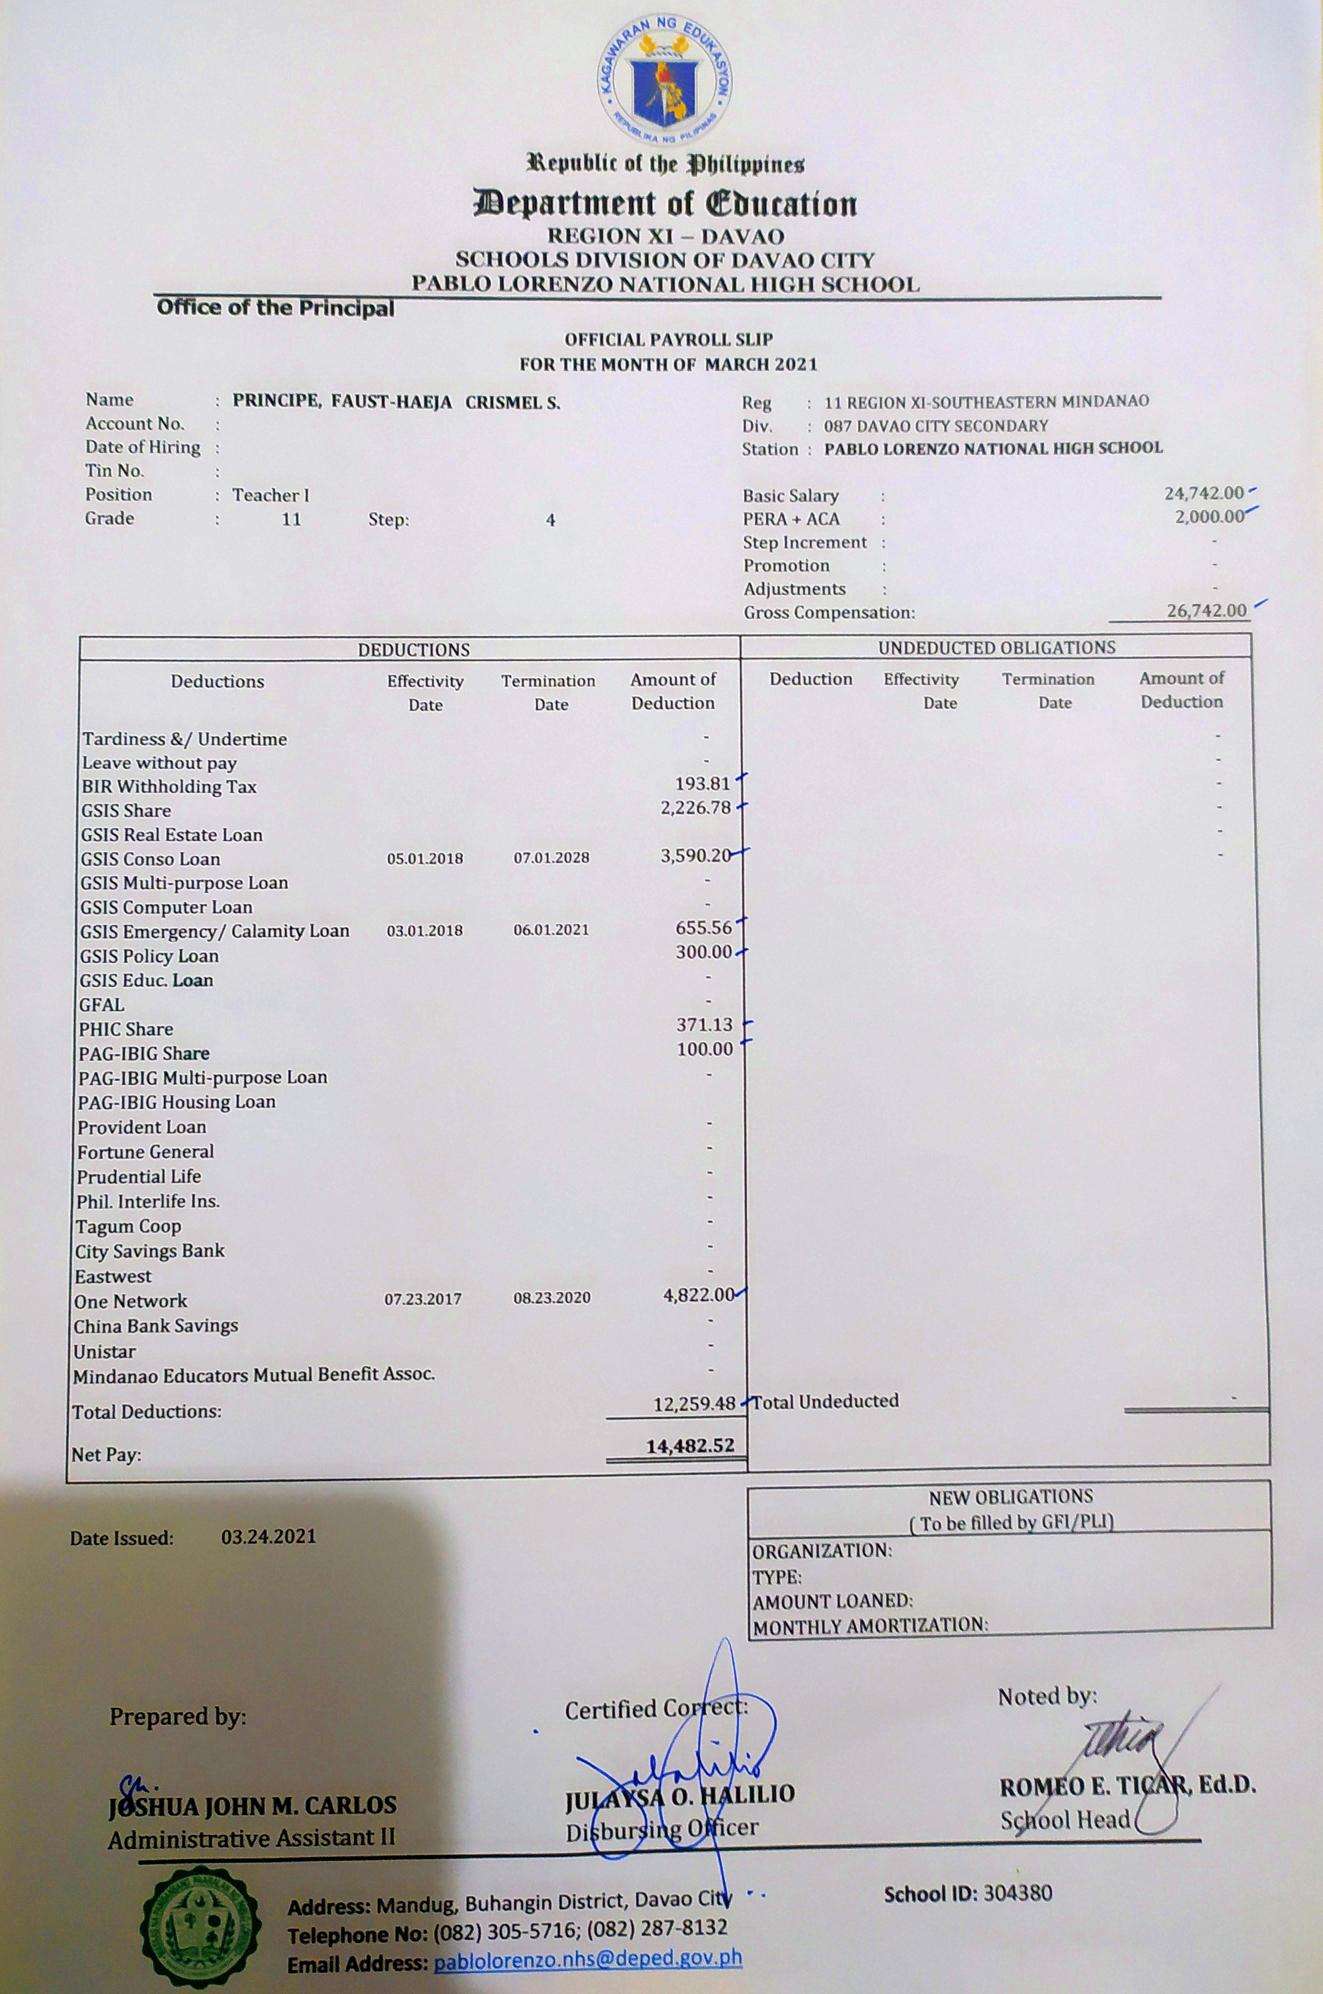 KAGAWARAN NG EDUKASYON
REPUBLIKA NG PILIPINAS
Republic of the Philippines
Department of Education
REGION XI – DAVAO
SCHOOLS DIVISION OF DAVAO CITY
PABLO LORENZO NATIONAL HIGH SCHOOL
Office of the Principal
OFFICIAL PAYROLL SLIP
FOR THE MONTH OF MARCH 2021
Name : PRINCIPE, FAUST-HAEJA CRISMEL S. Reg : 11 REGION XI-SOUTHEASTERN MINDANAO
Account No. : Div. : 087 DAVAO CITY SECONDARY
Date of Hiring : Station : PABLO LORENZO NATIONAL HIGH SCHOOL
Tin No. :
Position : Teacher I Basic Salary : 24,742.00
Grade : 11 Step: 4 PERA + ACA : 2,000.00
Step Increment : -
Promotion : -
Adjustments : -
Gross Compensation: 26,742.00
DEDUCTIONS UNDEDUCTED OBLIGATIONS
Deductions Effectivity Termination Amount of Deduction Effectivity Termination Amount of
Date Date Deduction Date Date Deduction
Tardiness &/ Undertime - -
Leave without pay - -
BIR Withholding Tax 193.81 -
GSIS Share 2,226.78 -
GSIS Real Estate Loan -
GSIS Conso Loan 05.01.2018 07.01.2028 3,590.20 -
GSIS Multi-purpose Loan -
GSIS Computer Loan -
GSIS Emergency/ Calamity Loan 03.01.2018 06.01.2021 655.56
GSIS Policy Loan 300.00
GSIS Educ. Loan -
GFAL -
PHIC Share 371.13
PAG-IBIG Share 100.00
PAG-IBIG Multi-purpose Loan -
PAG-IBIG Housing Loan
Provident Loan -
Fortune General -
Prudential Life -
Phil. Interlife Ins. -
Tagum Coop -
City Savings Bank -
Eastwest -
One Network 07.23.2017 08.23.2020 4,822.00
China Bank Savings -
Unistar -
Mindanao Educators Mutual Benefit Assoc. -
Total Deductions: 12,259.48 Total Undeducted -
Net Pay: 14,482.52
NEW OBLIGATIONS
( To be filled by GFI/PLI)
Date Issued: 03.24.2021
ORGANIZATION:
TYPE:
AMOUNT LOANED:
MONTHLY AMORTIZATION:
Prepared by: Certified Correct: Noted by:
JOSHUA JOHN M. CARLOS JULAYSA O. HALILIO ROMEO E. TICAR, Ed.D.
Administrative Assistant II Disbursing Officer School Head
Address: Mandug, Buhangin District, Davao City School ID: 304380
Telephone No: (082) 305-5716; (082) 287-8132
Email Address: pablolorenzo.nhs@deped.gov.ph